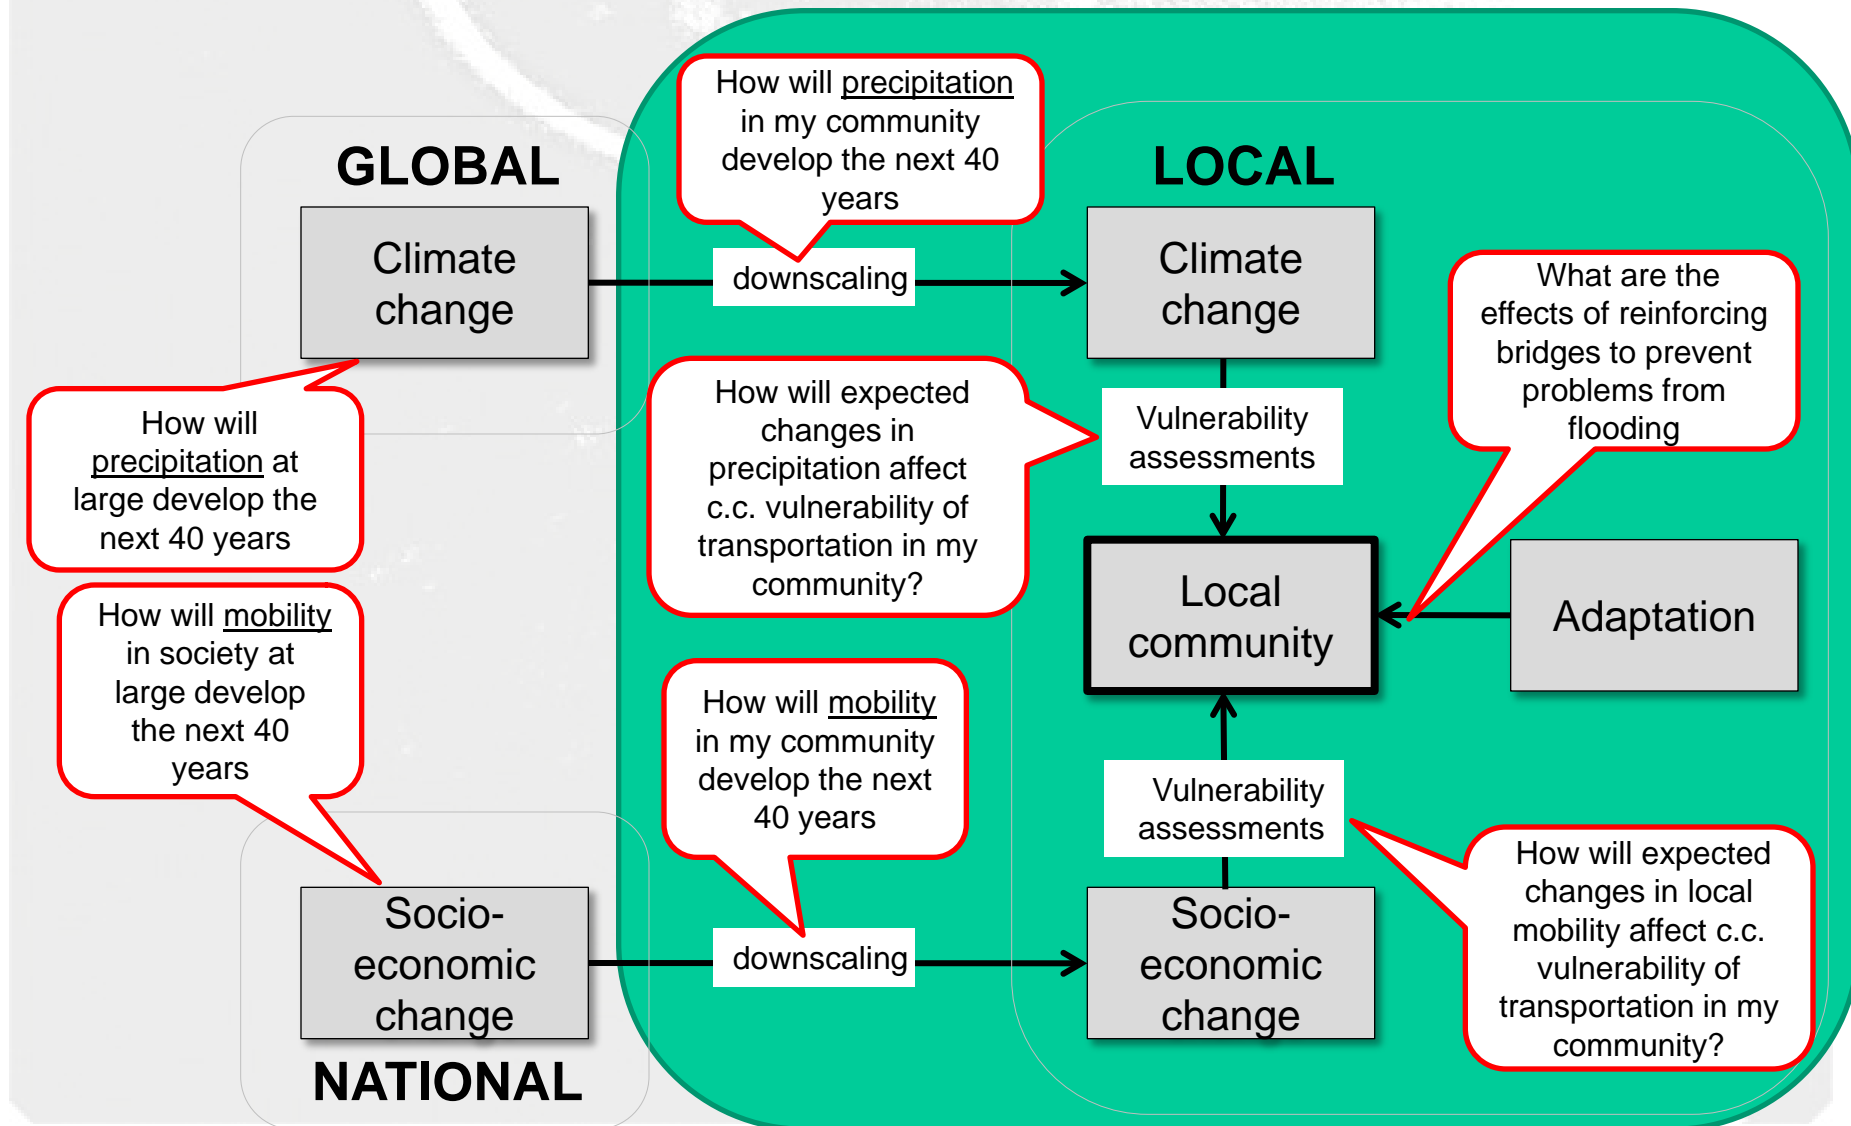 How will precipitation
in my community
develop the next 40
years
GLOBAL
LOCAL
Climate
change
downscaling
Climate
change
What are the
effects of reinforcing
bridges to prevent
problems from
flooding
How will
precipitation at
large develop the
next 40 years
How will expected
changes in
precipitation affect
c.c. vulnerability of
transportation in my
community?
Vulnerability
assessments
Local
community
Adaptation
How will mobility
in society at
large develop
the next 40
years
How will mobility
in my community
develop the next
40 years
Vulnerability
assessments
How will expected
changes in local
mobility affect c.c.
vulnerability of
transportation in my
community?
Socio-
economic
change
downscaling
Socio-
economic
change
NATIONAL